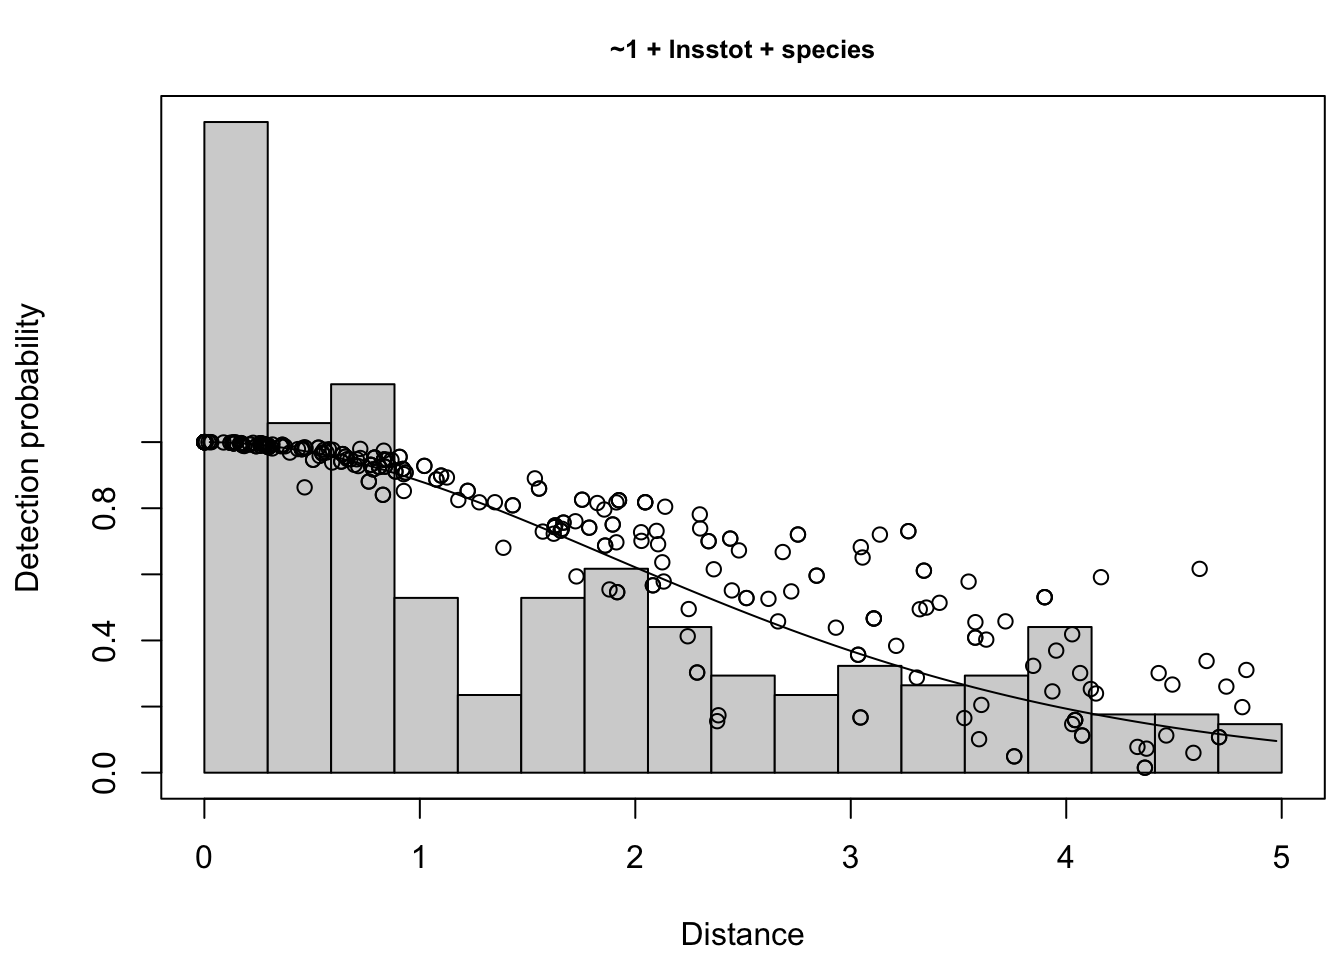 ~1 + lnsstot + species
Detection probability
0.8
0.4
0.0
0 1 2 3 4 5
Distance